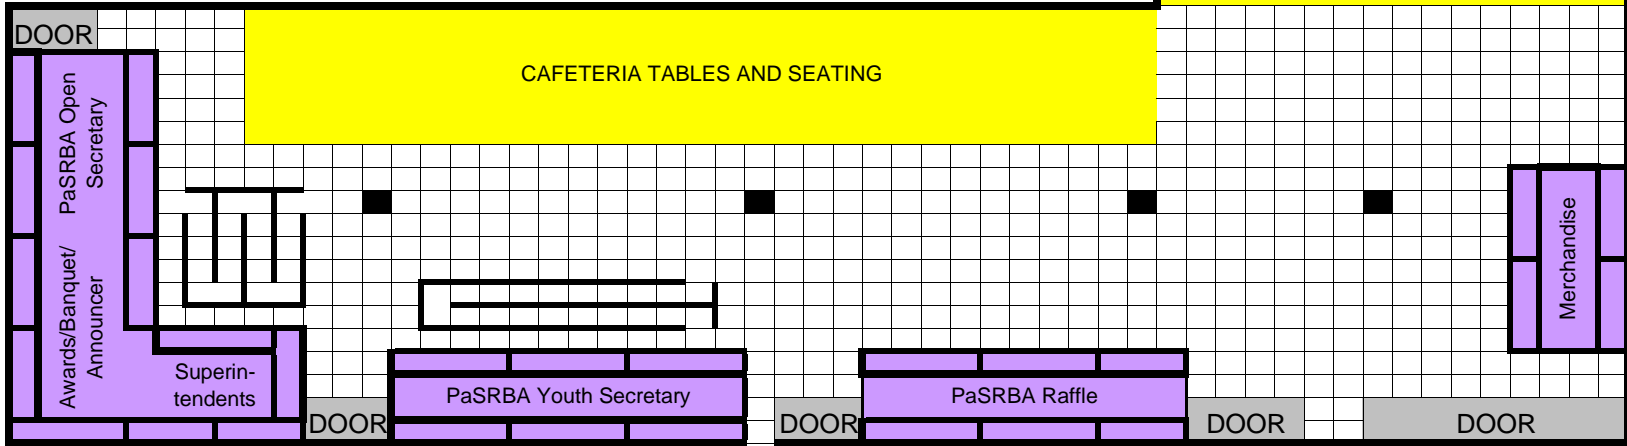 DOOR
CAFETERIA TABLES AND SEATING
PaSRBA Open
Secretary
Awards/Banquet/
Announcer
Superin-
tendents
DOOR
PaSRBA Youth Secretary
DOOR
PaSRBA Raffle
DOOR
Merchandise
DOOR